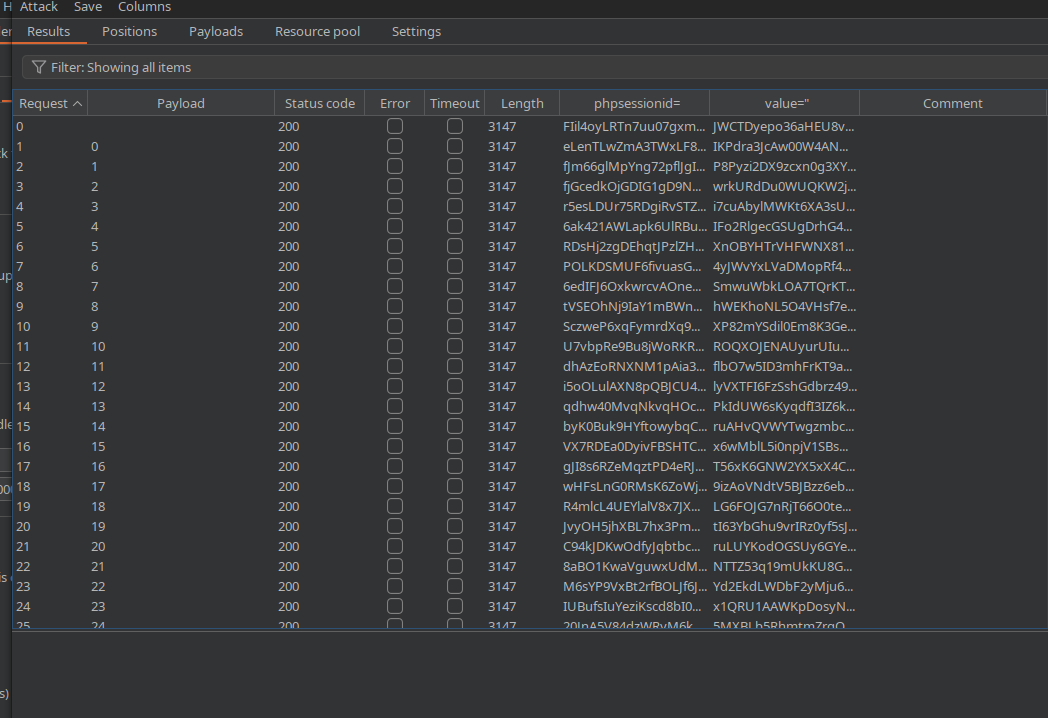 H Attack Save Columns
Results Positions Payloads Resource pool Settings
Filter: Showing all items
Request Payload Status code Error Timeout Length phpsessionid= value=" Comment
0 200 3147 FIil4oyLRTn7uu07gxm... JWCTDyepo36aHEU8v...
1 0 200 3147 eLenTLwZmA3TWxLF8... IKPdra3JcAw00W4AN...
2 1 200 3147 fJm66glMpYng72pflJgI... P8Pyzi2DX9zcxn0g3XY...
3 2 200 3147 fjGcedkOjGDIG1gD9N... wrkURdDu0WUQKW2j...
4 3 200 3147 r5esLDUr75RDgiRvSTZ... i7cuAbylMWKt6XA3sU...
5 4 200 3147 6ak421AWLapk6UlRBu... IFo2RlgecGSUgDrhG4...
6 5 200 3147 RDsHj2zgDEhqtJPzlZH... XnOBYHTrVHFWNX81...
7 6 200 3147 POLKDSMUF6fivuasG... 4yJWvYxLVaDMopRf4...
8 7 200 3147 6edIFJ6OxkwrcvAOne... SmwuWbkLOA7TQrKT...
9 8 200 3147 tVSEOhNj9IaY1mBWn... hWEKhoNL5O4VHsf7e...
10 9 200 3147 SczweP6xqFymrdXq9... XP82mYSdil0Em8K3Ge...
11 10 200 3147 U7vbpRe9Bu8jWoRKR... ROQXOJENAUyurUIu...
12 11 200 3147 dhAzEoRNXNM1pAia3... flbO7w5ID3mhFrKT9a...
13 12 200 3147 i5oOLulAXN8pQBJCU4... lyVXTFI6FzSshGdbrz49...
14 13 200 3147 qdhw40MvqNkvqHOc... PkIdUW6sKyqdfI3IZ6k...
15 14 200 3147 byK0Buk9HYftowybqC... ruAHvQVWYTwgzmbc...
16 15 200 3147 VX7RDEa0DyivFBSHTC... x6wMblL5i0npjV1SBs...
17 16 200 3147 gJI8s6RZeMqztPD4eRJ... T56xK6GNW2YX5xX4C...
18 17 200 3147 wHFsLnG0RMsK6ZoWj... 9izAoVNdtV5BJBzz6eb...
19 18 200 3147 R4mlcL4UEYlalV8x7JX... LG6FOJG7nRjT66O0te...
20 19 200 3147 JvyOH5jhXBL7hx3Pm... tI63YbGhu9vrIRz0yf5sJ...
21 20 200 3147 C94kJDKwOdfyJqbtbc... ruLUYKodOGSUy6GYe...
22 21 200 3147 8aBO1KwaVguwxUdM... NTTZ53q19mUkKU8G...
23 22 200 3147 M6sYP9VxBt2rfBOLJf6J... Yd2EkdLWDbF2yMju6...
24 23 200 3147 IUBufsIuYeziKscd8bI0... x1QRU1AAWKpDosyN...
25 24 200 3147